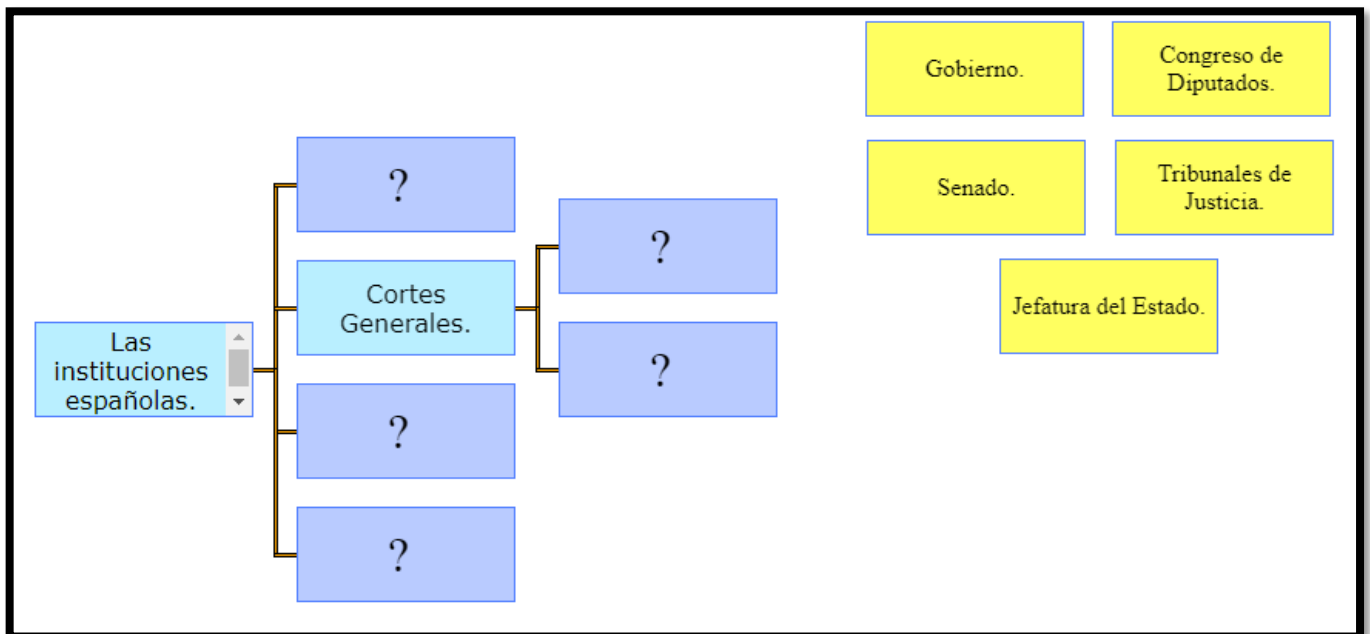 Gobierno.
Congreso de
Diputados.
Senado.
Tribunales de
Justicia.
Jefatura del Estado.
?
Cortes
Generales.
?
?
Las
instituciones
españolas.
?
?